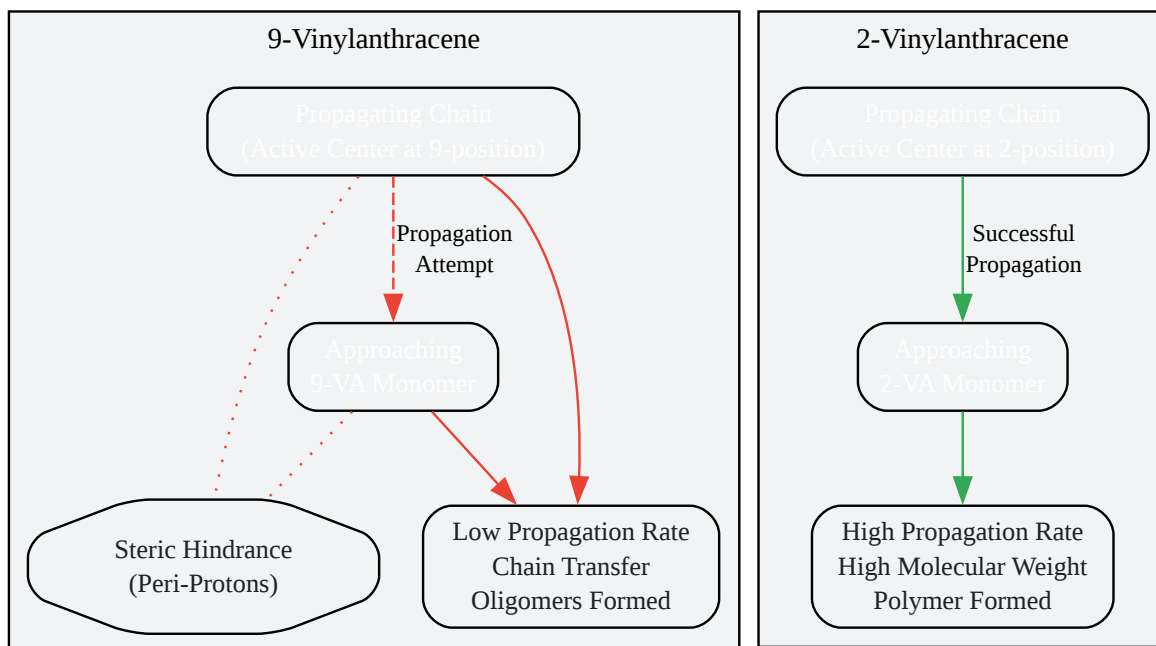 9-Vinylanthracene
Propagating Chain
(Active Center at 9-position)
Propagation
Attempt
Approaching
9-VA Monomer
Steric Hindrance
(Peri-Protons)
Low Propagation Rate
Chain Transfer
Oligomers Formed
2-Vinylanthracene
Propagating Chain
(Active Center at 2-position)
Successful
Propagation
Approaching
2-VA Monomer
High Propagation Rate
High Molecular Weight
Polymer Formed